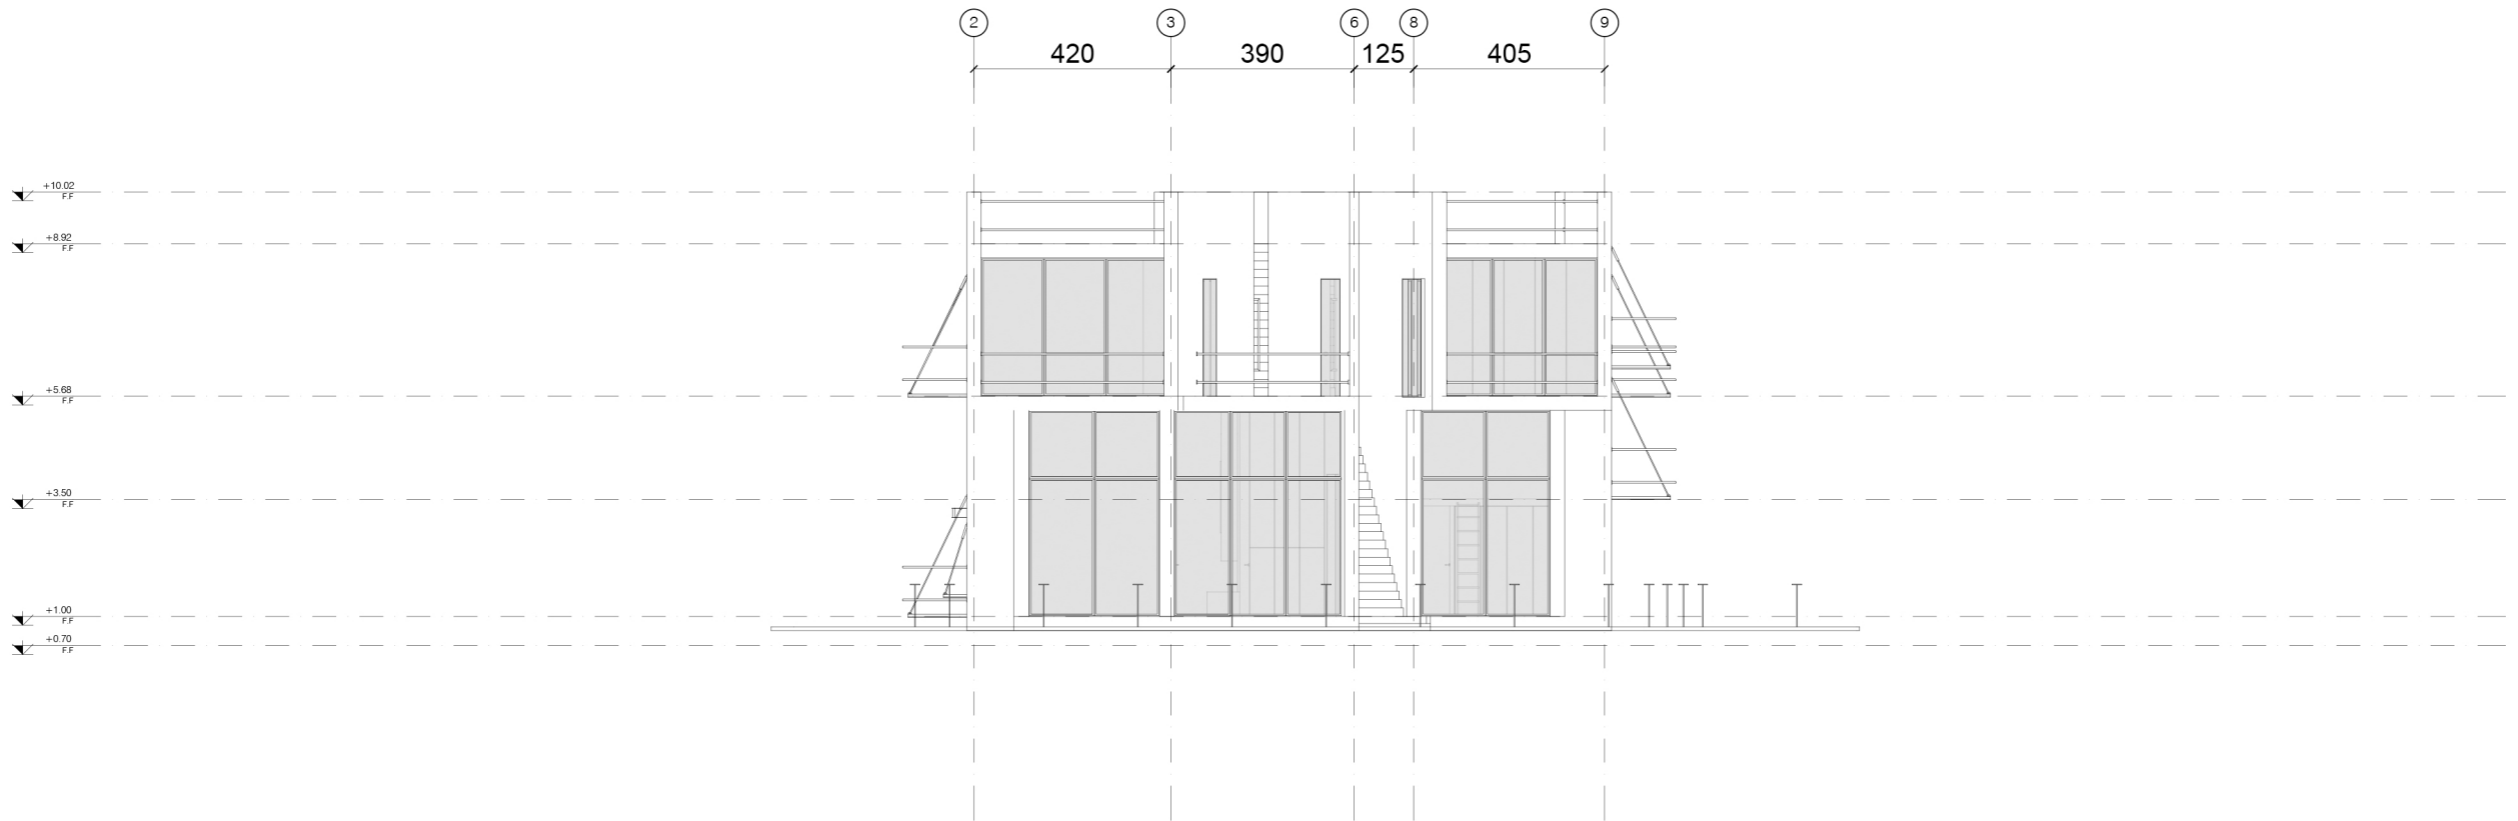 2 3 6 8 9
420 390 125 405
+10.02
F.F
+8.92
F.F
+5.68
F.F
+3.50
F.F
+1.00
F.F
+0.70
F.F